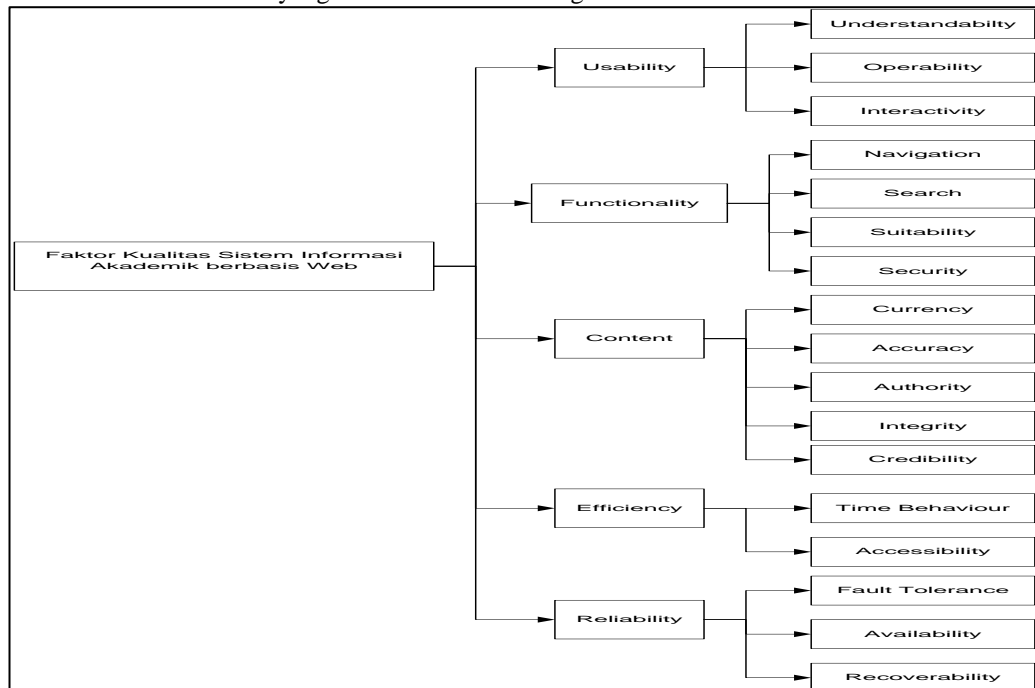 Understandabilty
Usability
Operability
Interactivity
Navigation
Functionality
Search
Suitability
Security
Faktor Kualitas Sistem Informasi
Akademik berbasis Web
Currency
Content
Accuracy
Authority
Integrity
Credibility
Efficiency
Time Behaviour
Accessibility
Reliability
Fault Tolerance
Availability
Recoverability